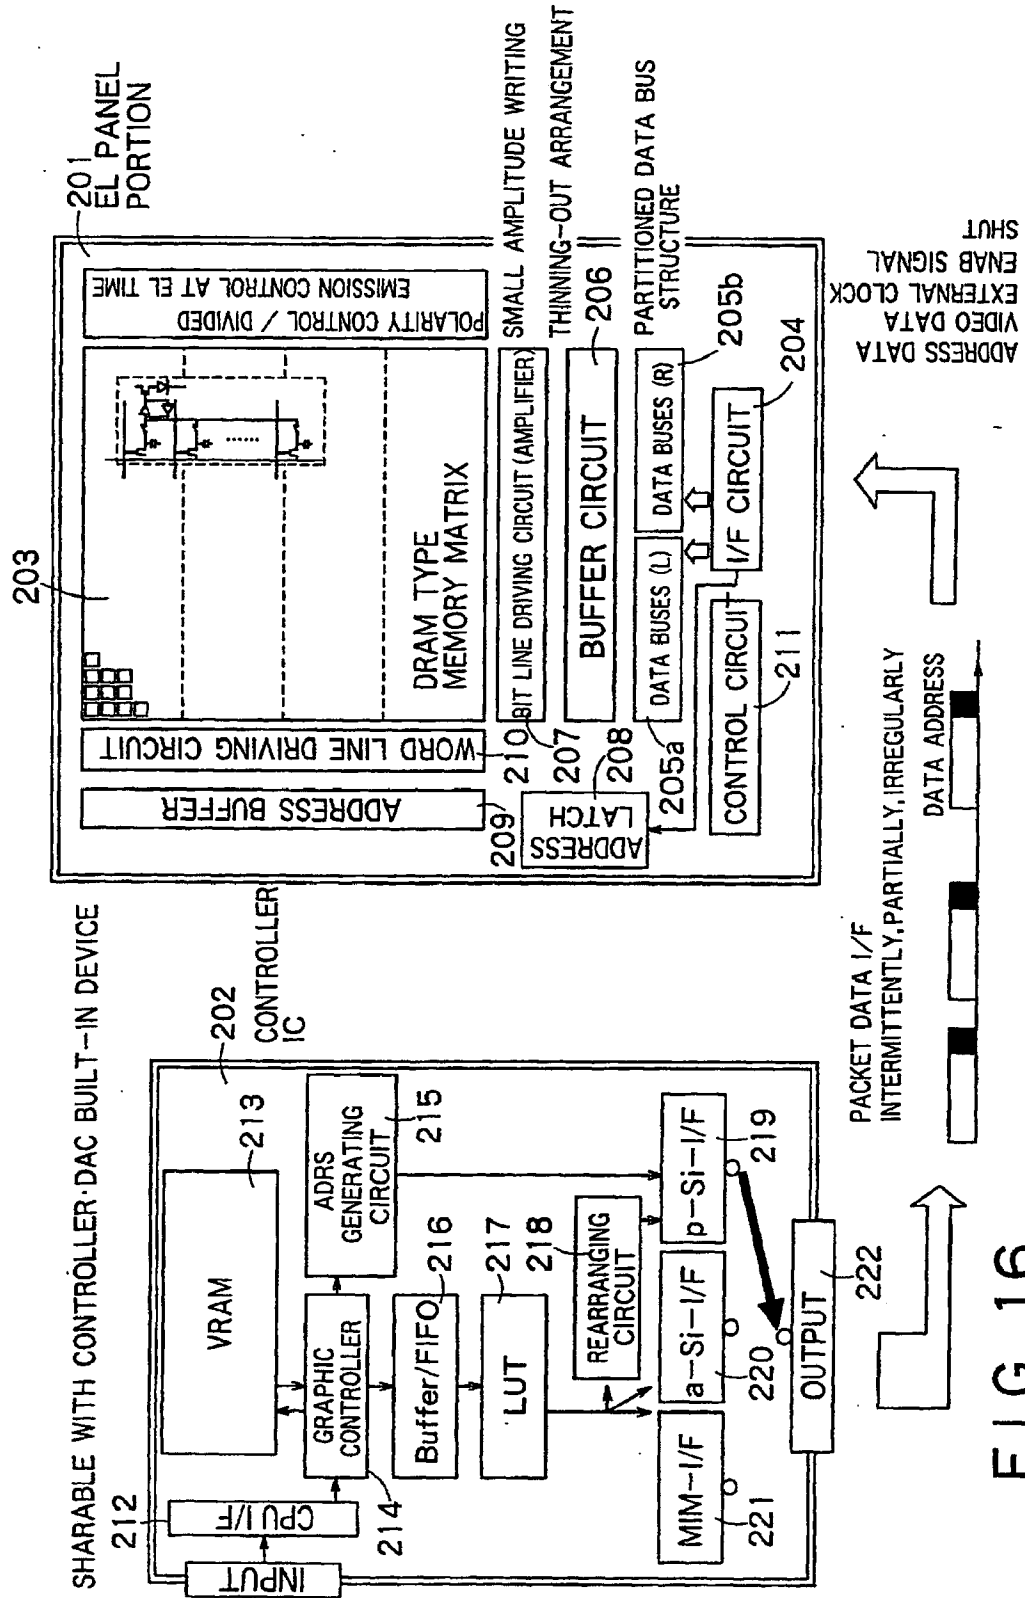 SHARABLE WITH CONTROLLER·DAC BUILT-IN DEVICE
202
CONTROLLER
IC
INPUT
212
CPU I/F
VRAM
213
GRAPHIC
CONTROLLER
214
ADRS
GENERATING
CIRCUIT
215
Buffer/FIFO
216
LUT
217
218
REARRANGING
CIRCUIT
MIM-I/F
221
a-Si-I/F
220
p-Si-I/F
219
OUTPUT
222
PACKET DATA I/F
INTERMITTENTLY,PARTIALLY,IRREGULARLY
DATA ADDRESS
201
EL PANEL
PORTION
203
ADDRESS BUFFER
209
WORD LINE DRIVING CIRCUIT
210
DRAM TYPE
MEMORY MATRIX
POLARITY CONTROL / DIVIDED
EMISSION CONTROL AT EL TIME
BIT LINE DRIVING CIRCUIT (AMPLIFIER)
207
SMALL AMPLITUDE WRITING
THINNING-OUT ARRANGEMENT
BUFFER CIRCUIT
206
ADDRESS
LATCH
208
205a
DATA BUSES (L)
DATA BUSES (R)
205b
PARTITIONED DATA BUS
STRUCTURE
CONTROL CIRCUIT
211
I/F CIRCUIT
204
ADDRESS DATA
VIDEO DATA
EXTERNAL CLOCK
ENAB SIGNAL
SHUT
FIG. 16